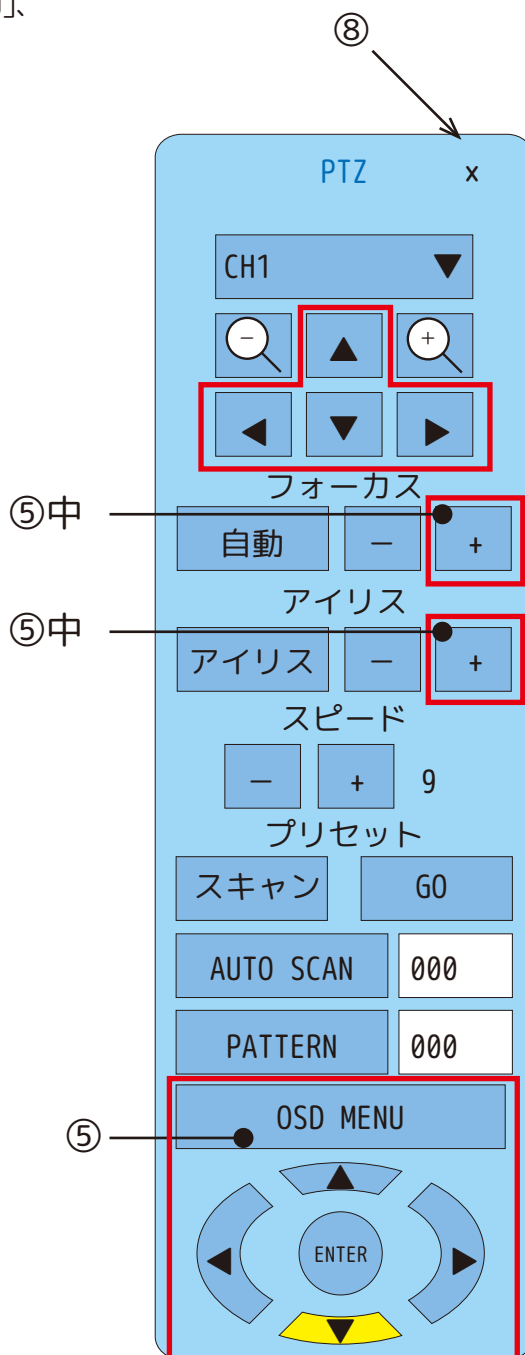 」、
⑧
PTZ x
CH1 ▼
− +
▲
◀ ▼ ▶
フォーカス
⑤中
自動 − +
アイリス
⑤中
アイリス − +
スピード
− + 9
プリセット
スキャン GO
AUTO SCAN 000
PATTERN 000
OSD MENU
⑤
▲
◀ ENTER ▶
▼